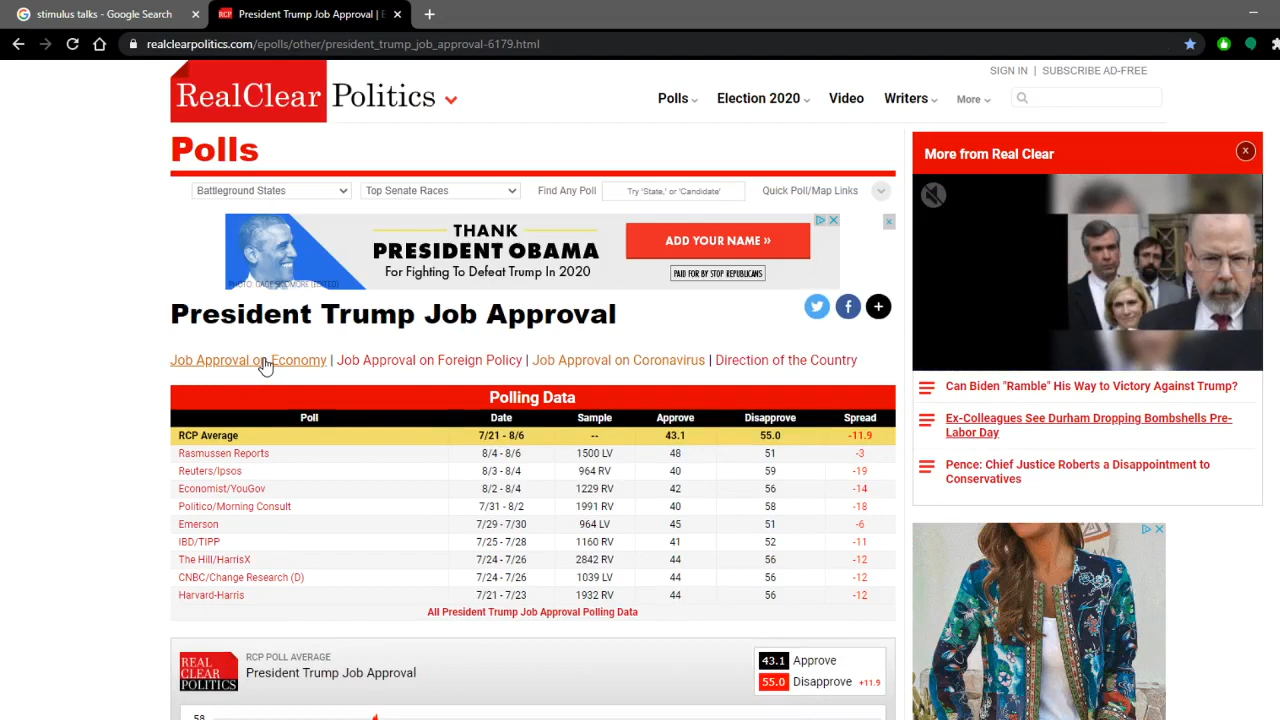 stimulus talks - Google Search
President Trump Job Approval |
realclearpolitics.com/epolls/other/president_trump_job_approval-6179.html
SIGN IN | SUBSCRIBE AD-FREE
RealClear Politics
Polls
Election 2020
Video
Writers
More
Polls
More from Real Clear
Battleground States
Top Senate Races
Find Any Poll
Try 'State,' or 'Candidate'
Quick Poll/Map Links
THANK
PRESIDENT OBAMA
For Fighting To Defeat Trump In 2020
ADD YOUR NAME »
PAID FOR BY STOP REPUBLICANS
PHOTO: GAGE SKIDMORE (EDITED)
President Trump Job Approval
Job Approval on Economy | Job Approval on Foreign Policy | Job Approval on Coronavirus | Direction of the Country
Polling Data
Poll Date Sample Approve Disapprove Spread
RCP Average 7/21 - 8/6 -- 43.1 55.0 -11.9
Rasmussen Reports 8/4 - 8/6 1500 LV 48 51 -3
Reuters/Ipsos 8/3 - 8/4 964 RV 40 59 -19
Economist/YouGov 8/2 - 8/4 1229 RV 42 56 -14
Politico/Morning Consult 7/31 - 8/2 1991 RV 40 58 -18
Emerson 7/29 - 7/30 964 LV 45 51 -6
IBD/TIPP 7/25 - 7/28 1160 RV 41 52 -11
The Hill/HarrisX 7/24 - 7/26 2842 RV 44 56 -12
CNBC/Change Research (D) 7/24 - 7/26 1039 LV 44 56 -12
Harvard-Harris 7/21 - 7/23 1932 RV 44 56 -12
All President Trump Job Approval Polling Data
REAL
CLEAR
POLITICS
RCP POLL AVERAGE
President Trump Job Approval
43.1 Approve
55.0 Disapprove +11.9
58
Can Biden "Ramble" His Way to Victory Against Trump?
Ex-Colleagues See Durham Dropping Bombshells Pre-
Labor Day
Pence: Chief Justice Roberts a Disappointment to
Conservatives